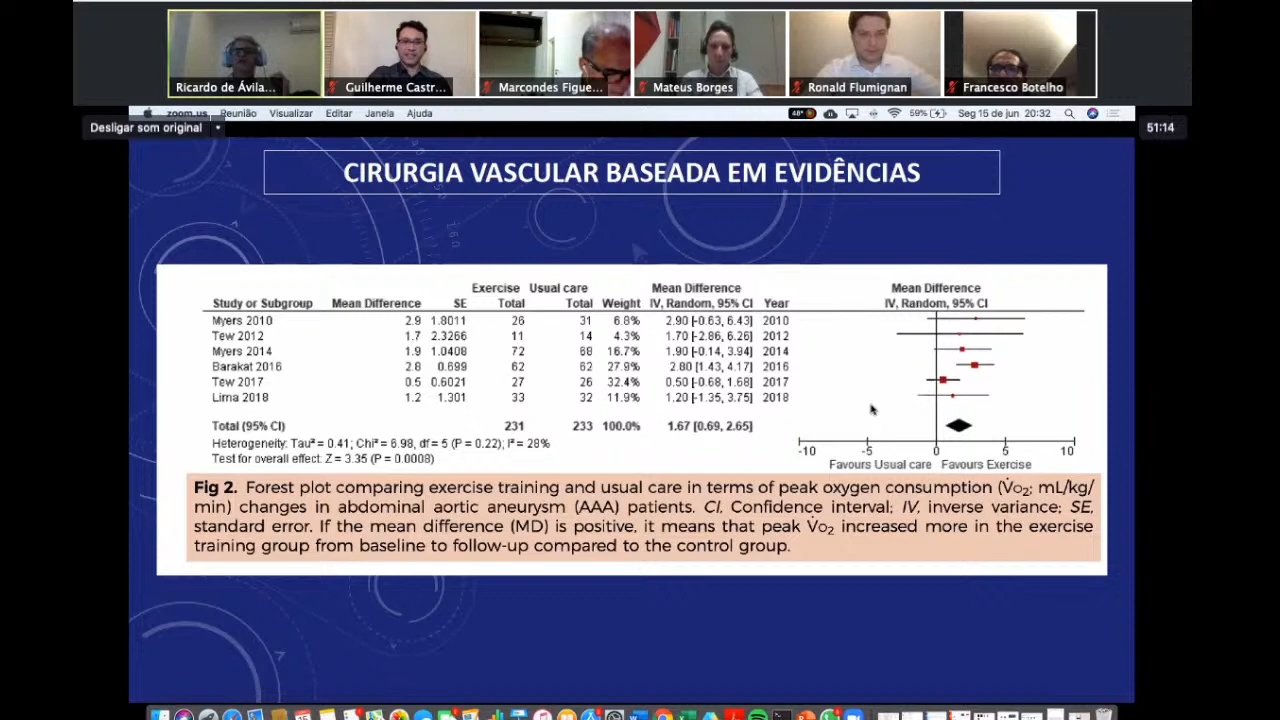 Ricardo de Ávila...
Guilherme Castr...
Marcondes Figue...
Mateus Borges
Ronald Flumignan
Francesco Botelho
zoom.us Reunião Visualizar Editar Janela Ajuda
48° 59% Seg 15 de jun 20:32
Desligar som original
51:14
CIRURGIA VASCULAR BASEADA EM EVIDÊNCIAS
Exercise Usual care Mean Difference Mean Difference
Study or Subgroup Mean Difference SE Total Total Weight IV, Random, 95% CI Year IV, Random, 95% CI
Myers 2010 2.9 1.8011 26 31 6.8% 2.90 [-0.63, 6.43] 2010
Tew 2012 1.7 2.3266 11 14 4.3% 1.70 [-2.86, 6.26] 2012
Myers 2014 1.9 1.0408 72 68 16.7% 1.90 [-0.14, 3.94] 2014
Barakat 2016 2.8 0.699 62 62 27.9% 2.80 [1.43, 4.17] 2016
Tew 2017 0.5 0.6021 27 26 32.4% 0.50 [-0.68, 1.68] 2017
Lima 2018 1.2 1.301 33 32 11.9% 1.20 [-1.35, 3.75] 2018
Total (95% CI) 231 233 100.0% 1.67 [0.69, 2.65]
Heterogeneity: Tau² = 0.41; Chi² = 6.98, df = 5 (P = 0.22); I² = 28%
Test for overall effect: Z = 3.35 (P = 0.0008)
-10 -5 0 5 10
Favours Usual care Favours Exercise
Fig 2. Forest plot comparing exercise training and usual care in terms of peak oxygen consumption (V̇O₂; mL/kg/
min) changes in abdominal aortic aneurysm (AAA) patients. CI, Confidence interval; IV, inverse variance; SE,
standard error. If the mean difference (MD) is positive, it means that peak V̇O₂ increased more in the exercise
training group from baseline to follow-up compared to the control group.